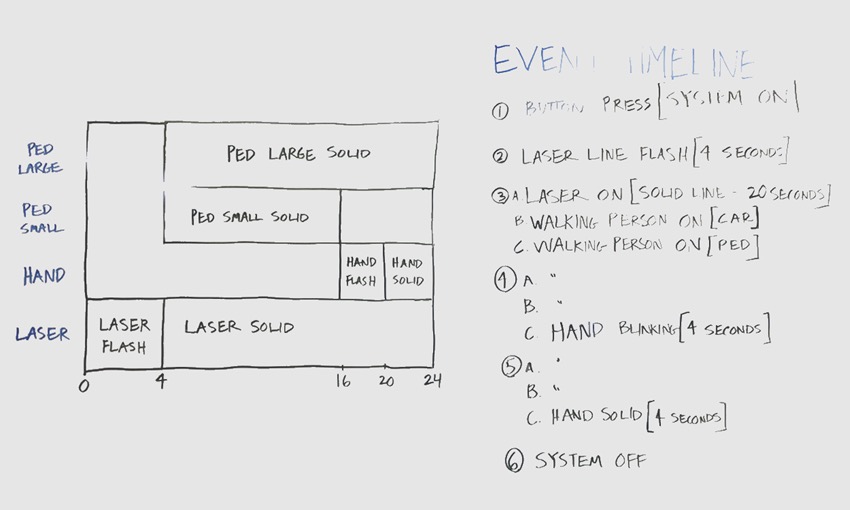 EVENT TIMELINE
① BUTTON PRESS [SYSTEM ON]
② LASER LINE FLASH [4 SECONDS]
③ A LASER ON [SOLID LINE - 20 SECONDS]
B. WALKING PERSON ON [CAR]
C. WALKING PERSON ON [PED]
④ A. "
B. "
C. HAND BLINKING [4 SECONDS]
⑤ A. "
B. "
C. HAND SOLID [4 SECONDS]
⑥ SYSTEM OFF
PED
LARGE
PED LARGE SOLID
PED
SMALL
PED SMALL SOLID
HAND
HAND
FLASH
HAND
SOLID
LASER
LASER
FLASH
LASER SOLID
0 4 16 20 24